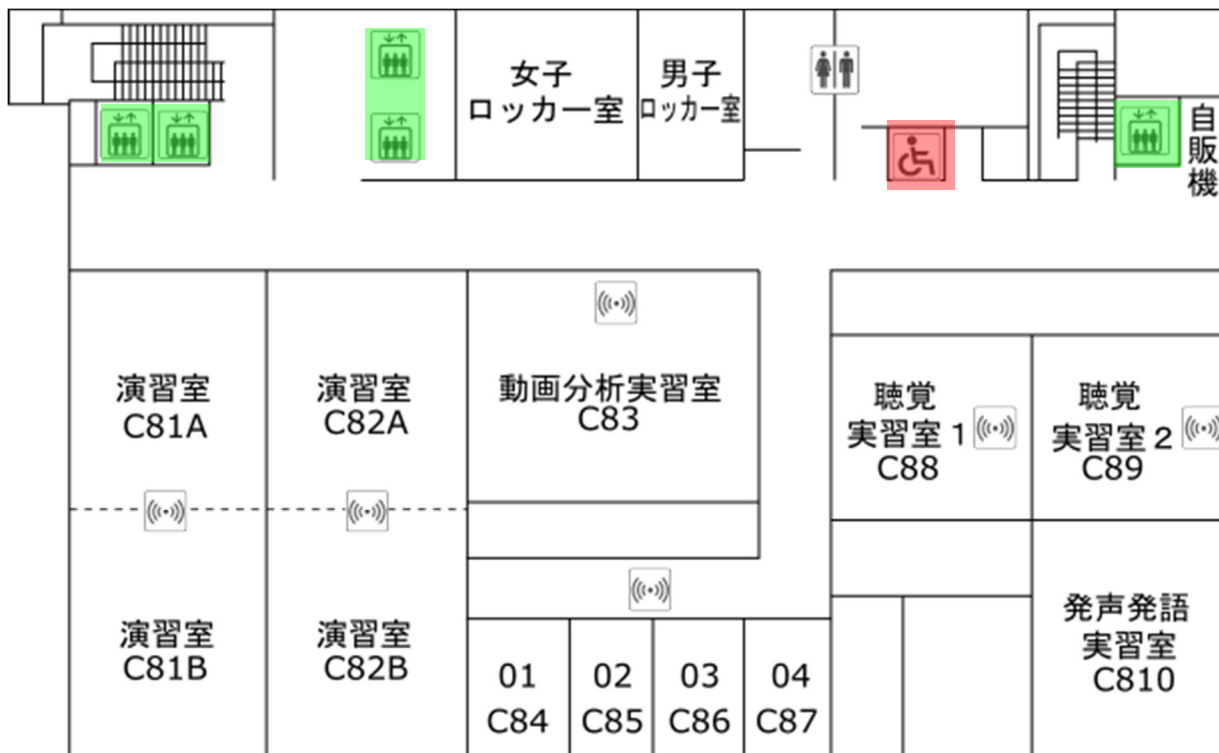 女子
ロッカー室
男子
ロッカー室
自
販
機
演習室
C81A
演習室
C82A
動画分析実習室
C83
聴覚
実習室１
C88
聴覚
実習室２
C89
演習室
C81B
演習室
C82B
01
C84
02
C85
03
C86
04
C87
発声発語
実習室
C810